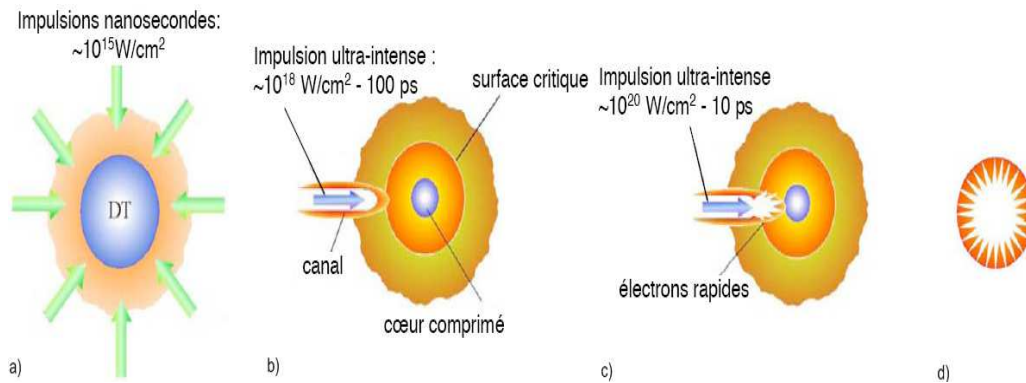 Impulsions nanosecondes:
~10¹⁵W/cm²
DT
a)
Impulsion ultra-intense :
~10¹⁸ W/cm² - 100 ps
surface critique
canal
cœur comprimé
b)
Impulsion ultra-intense
~10²⁰ W/cm² - 10 ps
électrons rapides
c)
d)